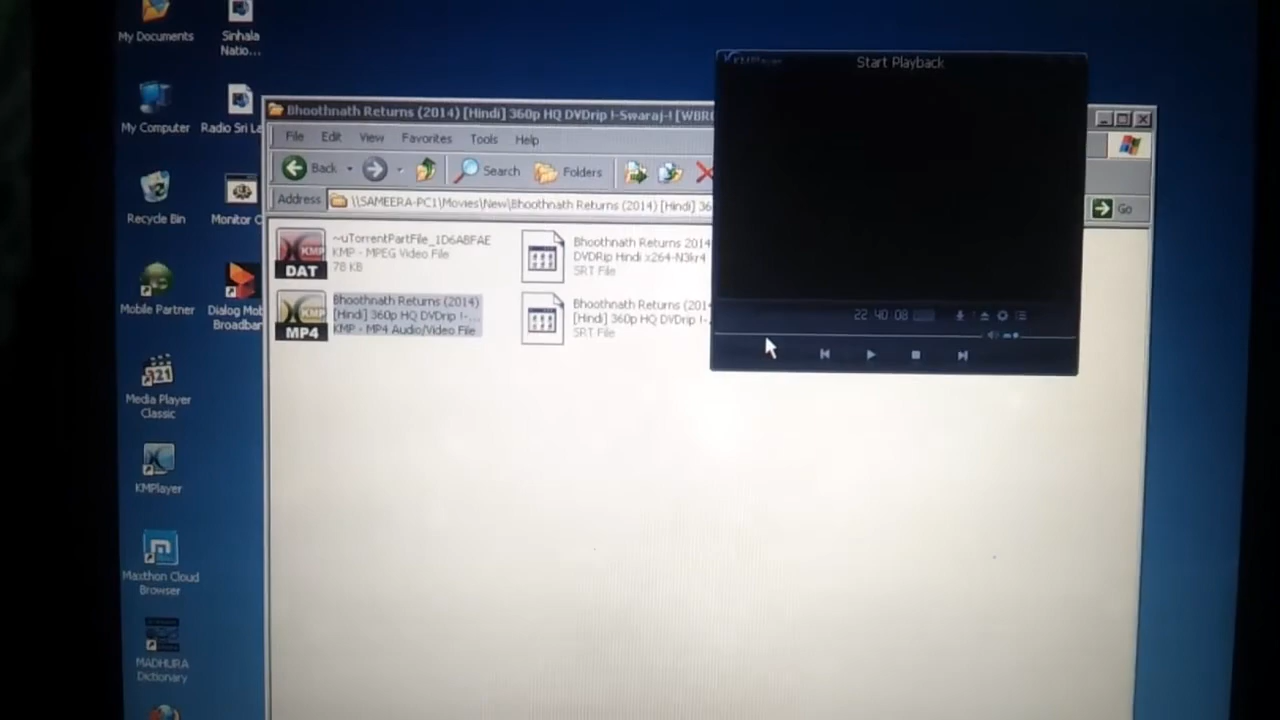 My Documents
Sinhala
Natio...
My Computer
Radio Sri La
Recycle Bin
Monitor C
Mobile Partner
Dialog Mob
Broadban
Media Player
Classic
KMPlayer
Maxthon Cloud
Browser
MADHURA
Dictionary
Bhoothnath Returns (2014) [Hindi] 360p HQ DVDrip !-Swaraj-! [WBRG
File Edit View Favorites Tools Help
Back Search Folders
Address \\SAMEERA-PC1\Movies\New\Bhoothnath Returns (2014) [Hindi] 36
Go
KMP
DAT
~uTorrentPartFile_1D6A8FAE
KMP - MPEG Video File
78 KB
Bhoothnath Returns 2014
DVDRip Hindi x264-N3kr4
SRT File
KMP
MP4
Bhoothnath Returns (2014)
[Hindi] 360p HQ DVDrip !-...
KMP - MP4 Audio/Video File
Bhoothnath Returns (201
[Hindi] 360p HQ DVDrip !-.
SRT File
KMPlayer
Start Playback
22 40 08
321